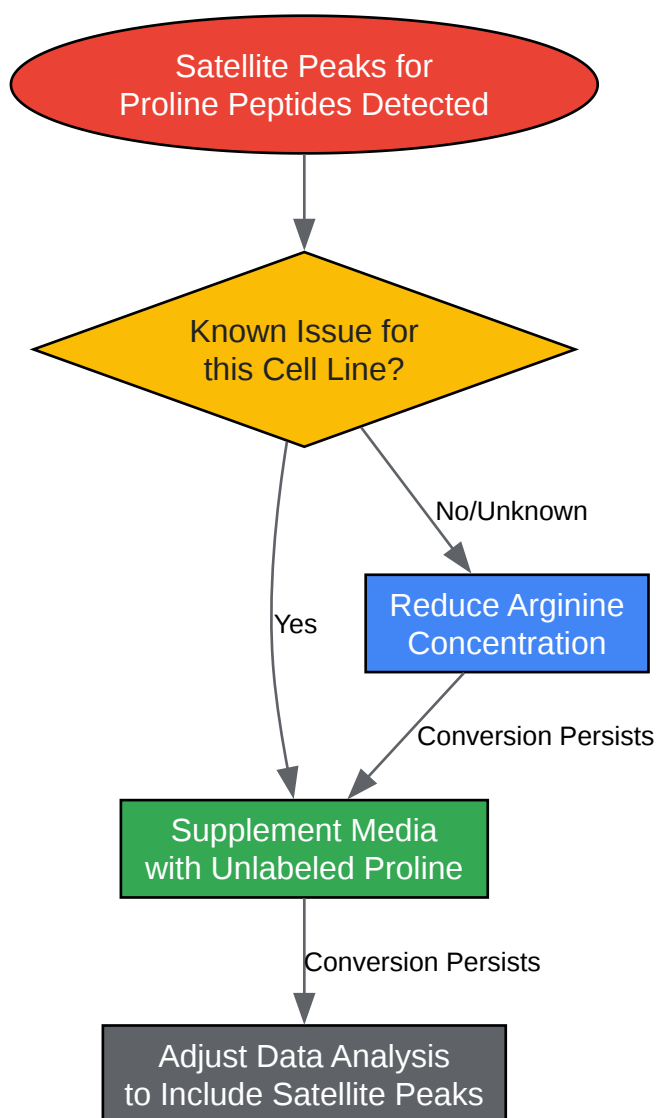 Satellite Peaks for
Proline Peptides Detected
Known Issue for
this Cell Line?
No/Unknown
Reduce Arginine
Concentration
Yes
Conversion Persists
Supplement Media
with Unlabeled Proline
Conversion Persists
Adjust Data Analysis
to Include Satellite Peaks